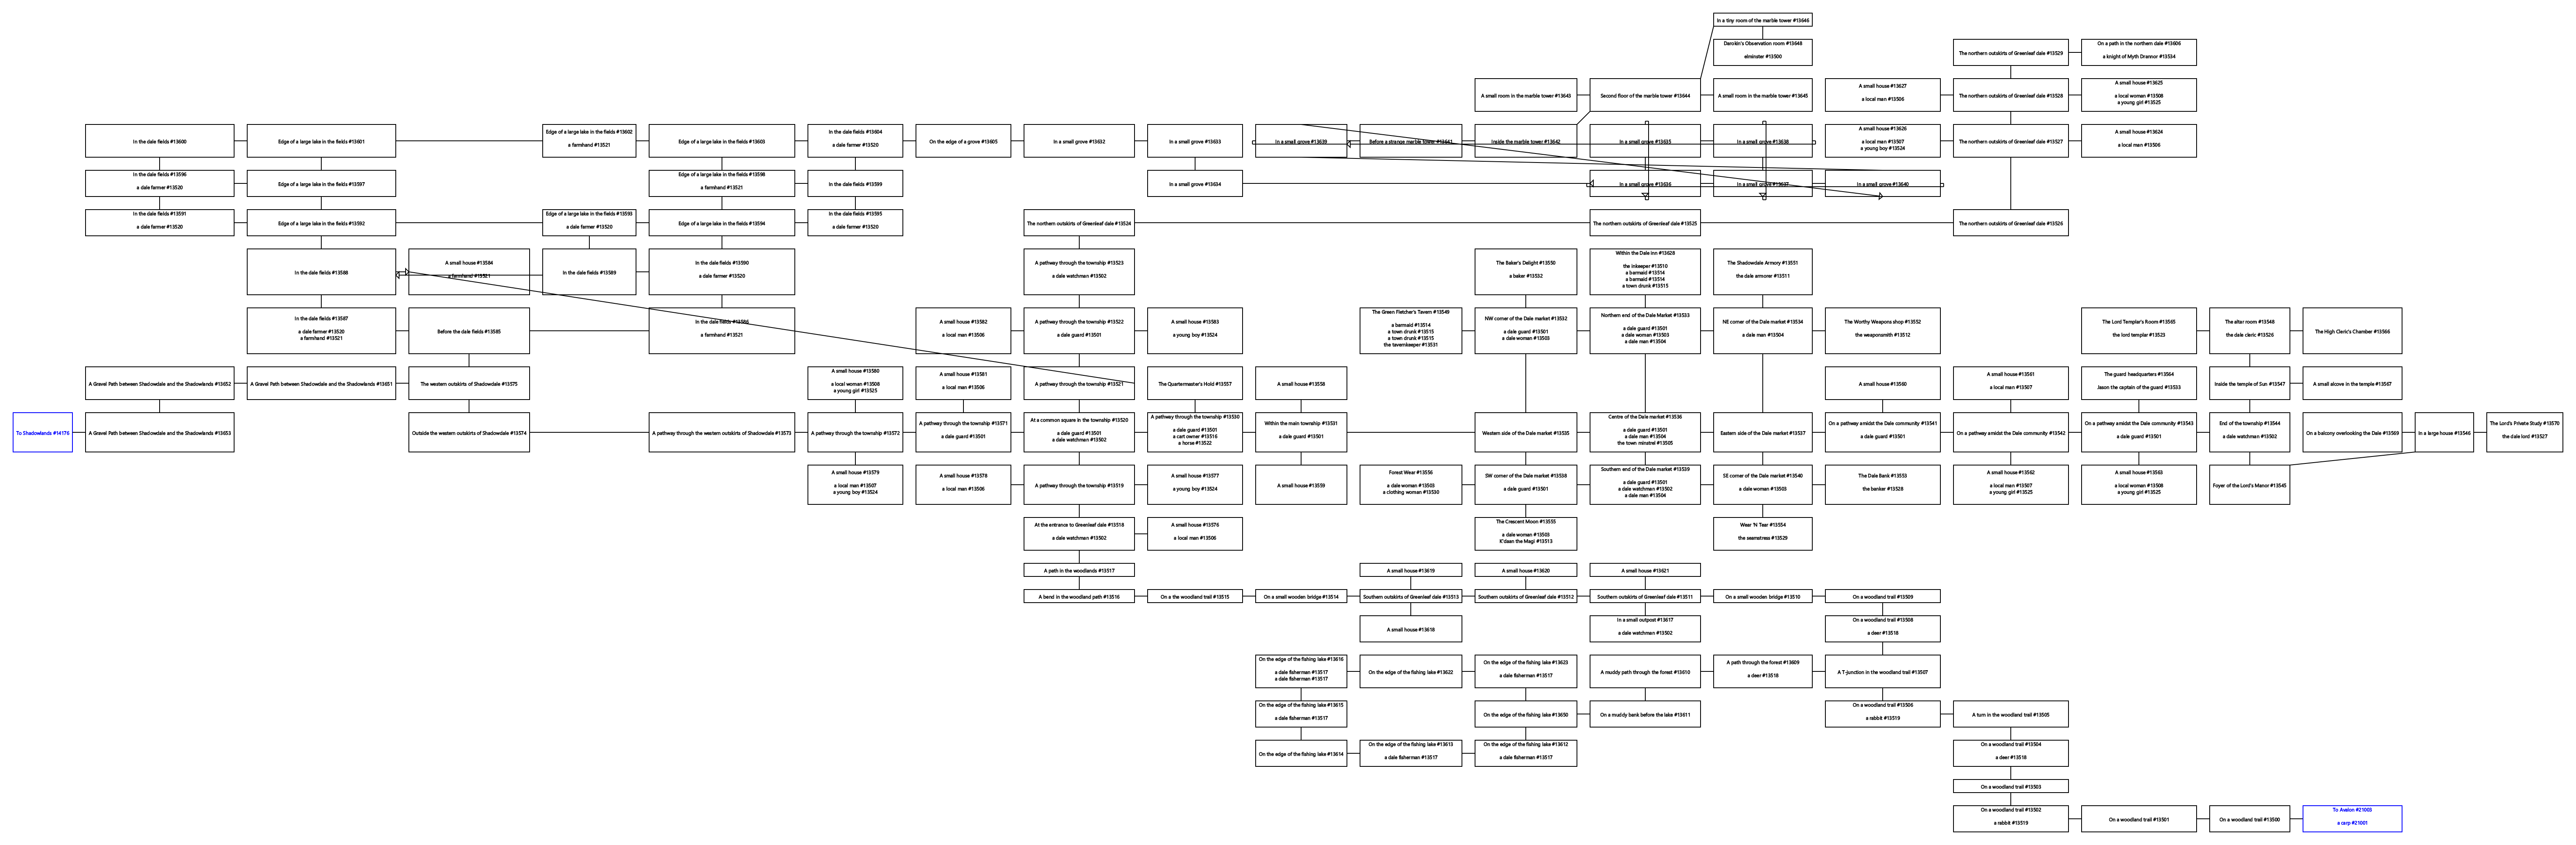 In a tiny room of the marble tower #13646
Darokin's Observation room #13648
elminster #13500
The northern outskirts of Greenleaf dale #13529
On a path in the northern dale #13606
a knight of Myth Drannor #13534
A small room in the marble tower #13643
Second floor of the marble tower #13644
A small room in the marble tower #13645
A small house #13627
a local man #13506
The northern outskirts of Greenleaf dale #13528
A small house #13625
a local woman #13508
a young girl #13525
In the dale fields #13600
Edge of a large lake in the fields #13601
Edge of a large lake in the fields #13602
a farmhand #13521
Edge of a large lake in the fields #13603
In the dale fields #13604
a dale farmer #13520
On the edge of a grove #13605
In a small grove #13632
In a small grove #13633
In a small grove #13639
Before a strange marble tower #13641
Inside the marble tower #13642
In a small grove #13635
In a small grove #13638
A small house #13626
a local man #13507
a young boy #13524
The northern outskirts of Greenleaf dale #13527
A small house #13624
a local man #13506
In the dale fields #13596
a dale farmer #13520
Edge of a large lake in the fields #13597
Edge of a large lake in the fields #13598
a farmhand #13521
In the dale fields #13599
In a small grove #13634
In a small grove #13636
In a small grove #13637
In a small grove #13640
In the dale fields #13591
a dale farmer #13520
Edge of a large lake in the fields #13592
Edge of a large lake in the fields #13593
a dale farmer #13520
Edge of a large lake in the fields #13594
In the dale fields #13595
a dale farmer #13520
The northern outskirts of Greenleaf dale #13524
The northern outskirts of Greenleaf dale #13525
The northern outskirts of Greenleaf dale #13526
In the dale fields #13588
A small house #13584
a farmhand #13521
In the dale fields #13589
In the dale fields #13590
a dale farmer #13520
A pathway through the township #13523
a dale watchman #13502
The Baker's Delight #13550
a baker #13532
Within the Dale Inn #13628
the innkeeper #13510
a barmaid #13514
a barmaid #13514
a town drunk #13515
The Shadowdale Armory #13551
the dale armorer #13511
In the dale fields #13587
a dale farmer #13520
a farmhand #13521
Before the dale fields #13585
In the dale fields #13586
a farmhand #13521
A small house #13582
a local man #13506
A pathway through the township #13522
a dale guard #13501
A small house #13583
a young boy #13524
The Green Fletcher's Tavern #13549
a barmaid #13514
a town drunk #13515
a town drunk #13515
the tavernkeeper #13531
NW corner of the Dale market #13532
a dale guard #13501
a dale woman #13503
Northern end of the Dale Market #13533
a dale guard #13501
a dale woman #13503
a dale man #13504
NE corner of the Dale market #13534
a dale man #13504
The Worthy Weapons shop #13552
the weaponsmith #13512
The Lord Templar's Room #13565
the lord templar #13523
The altar room #13548
the dale cleric #13526
The High Cleric's Chamber #13566
A Gravel Path between Shadowdale and the Shadowlands #13652
A Gravel Path between Shadowdale and the Shadowlands #13651
The western outskirts of Shadowdale #13575
A small house #13580
a local woman #13508
a young girl #13525
A small house #13581
a local man #13506
A pathway through the township #13521
The Quartermaster's Hold #13557
A small house #13558
A small house #13560
A small house #13561
a local man #13507
The guard headquarters #13564
Jason the captain of the guard #13533
Inside the temple of Sun #13547
A small alcove in the temple #13567
To Shadowlands #14176
A Gravel Path between Shadowdale and the Shadowlands #13653
Outside the western outskirts of Shadowdale #13574
A pathway through the western outskirts of Shadowdale #13573
A pathway through the township #13572
A pathway through the township #13571
a dale guard #13501
At a common square in the township #13520
a dale guard #13501
a dale watchman #13502
A pathway through the township #13530
a dale guard #13501
a cart owner #13516
a horse #13522
Within the main township #13531
a dale guard #13501
Western side of the Dale market #13535
Centre of the Dale market #13536
a dale guard #13501
a dale man #13504
the town minstrel #13505
Eastern side of the Dale market #13537
On a pathway amidst the Dale community #13541
a dale guard #13501
On a pathway amidst the Dale community #13542
On a pathway amidst the Dale community #13543
a dale guard #13501
End of the township #13544
a dale watchman #13502
On a balcony overlooking the Dale #13569
In a large house #13546
The Lord's Private Study #13570
the dale lord #13527
A small house #13579
a local man #13507
a young boy #13524
A small house #13578
a local man #13506
A pathway through the township #13519
A small house #13577
a young boy #13524
A small house #13559
Forest Wear #13556
a dale woman #13503
a clothing woman #13530
SW corner of the Dale market #13538
a dale guard #13501
Southern end of the Dale market #13539
a dale guard #13501
a dale watchman #13502
a dale man #13504
SE corner of the Dale market #13540
a dale woman #13503
The Dale Bank #13553
the banker #13528
A small house #13562
a local man #13507
a young girl #13525
A small house #13563
a local woman #13508
a young girl #13525
Foyer of the Lord's Manor #13545
At the entrance to Greenleaf dale #13518
a dale watchman #13502
A small house #13576
a local man #13506
The Crescent Moon #13555
a dale woman #13503
K'daan the Magi #13513
Wear 'N Tear #13554
the seamstress #13529
A path in the woodlands #13517
A small house #13619
A small house #13620
A small house #13621
A bend in the woodland path #13516
On a the woodland trail #13515
On a small wooden bridge #13514
Southern outskirts of Greenleaf dale #13513
Southern outskirts of Greenleaf dale #13512
Southern outskirts of Greenleaf dale #13511
On a small wooden bridge #13510
On a woodland trail #13509
A small house #13618
In a small outpost #13617
a dale watchman #13502
On a woodland trail #13508
a deer #13518
On the edge of the fishing lake #13616
a dale fisherman #13517
a dale fisherman #13517
On the edge of the fishing lake #13622
On the edge of the fishing lake #13623
a dale fisherman #13517
A muddy path through the forest #13610
A path through the forest #13609
a deer #13518
A T-junction in the woodland trail #13507
On the edge of the fishing lake #13615
a dale fisherman #13517
On the edge of the fishing lake #13650
On a muddy bank before the lake #13611
On a woodland trail #13506
a rabbit #13519
A turn in the woodland trail #13505
On the edge of the fishing lake #13614
On the edge of the fishing lake #13613
a dale fisherman #13517
On the edge of the fishing lake #13612
a dale fisherman #13517
On a woodland trail #13504
a deer #13518
On a woodland trail #13503
On a woodland trail #13502
a rabbit #13519
On a woodland trail #13501
On a woodland trail #13500
To Avalon #21003
a carp #21001